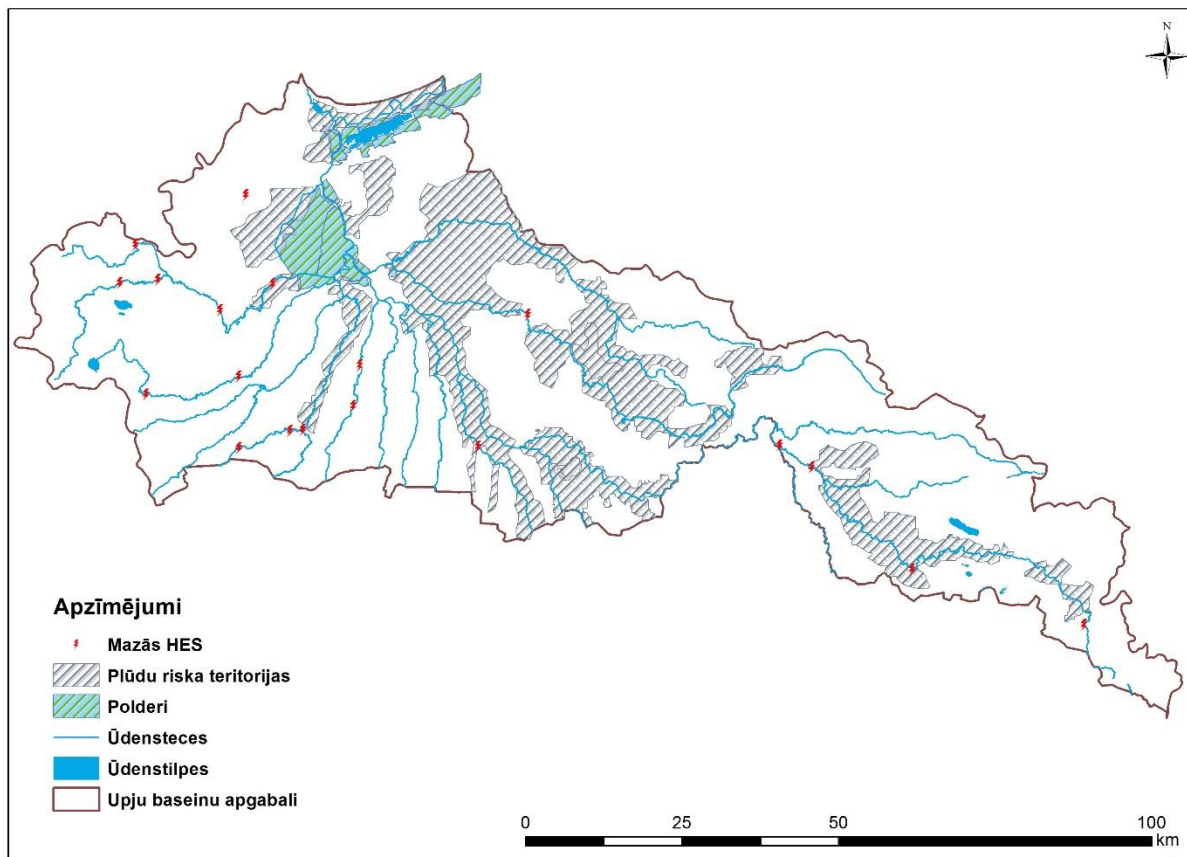 N
Apzīmējumi
Mazās HES
Plūdu riska teritorijas
Polderi
Ūdensteces
Ūdenstilpes
Upju baseinu apgabali
0 25 50 100
km